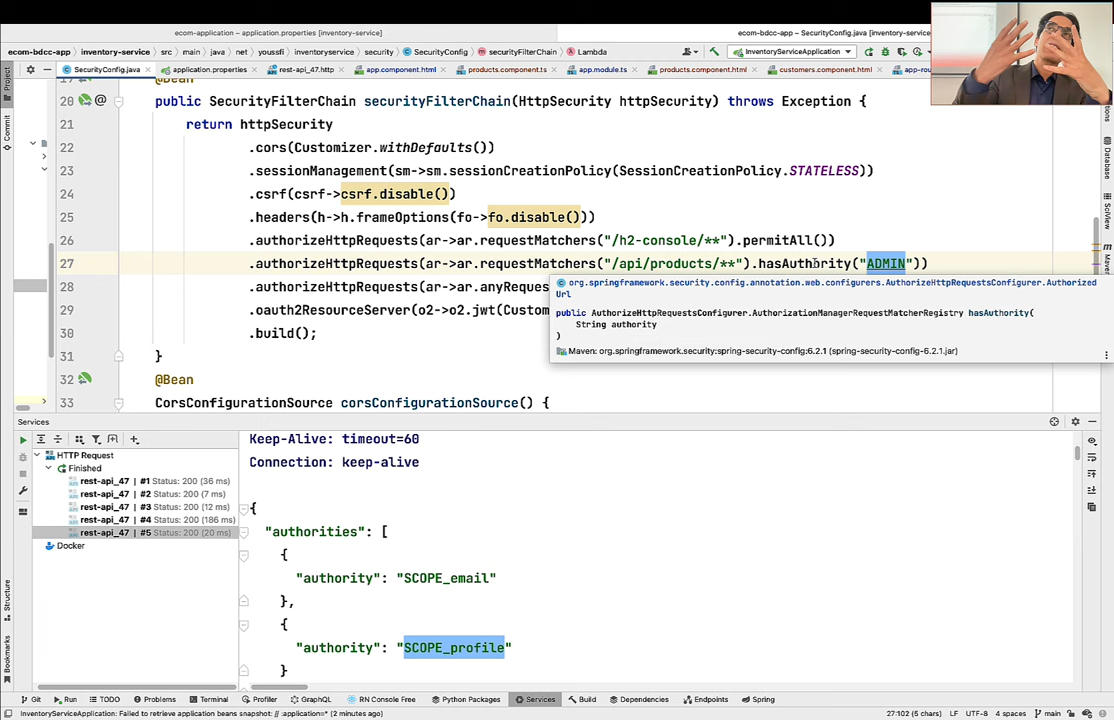 ecom-application – application.properties [inventory-service]
ecom-bdcc-app – SecurityConfig.java [inventory-service]
ecom-bdcc-app › inventory-service › src › main › java › net › youssfi › inventoryservice › security › SecurityConfig › securityFilterChain › Lambda
InventoryServiceApplication
Project
SecurityConfig.java
application.properties
rest-api_47.http
app.component.html
products.component.ts
app.module.ts
products.component.html
customers.component.html
Commit
20 public SecurityFilterChain securityFilterChain(HttpSecurity httpSecurity) throws Exception {
21 return httpSecurity
22 .cors(Customizer.withDefaults())
23 .sessionManagement(sm->sm.sessionCreationPolicy(SessionCreationPolicy.STATELESS))
24 .csrf(csrf->csrf.disable())
25 .headers(h->h.frameOptions(fo->fo.disable()))
26 .authorizeHttpRequests(ar->ar.requestMatchers("/h2-console/**").permitAll())
27 .authorizeHttpRequests(ar->ar.requestMatchers("/api/products/**").hasAuthority("ADMIN"))
28 .authorizeHttpRequests(ar->ar.anyReques
29 .oauth2ResourceServer(o2->o2.jwt(Custom
30 .build();
31 }
32 @Bean
33 CorsConfigurationSource corsConfigurationSource() {
org.springframework.security.config.annotation.web.configurers.AuthorizeHttpRequestsConfigurer.Authorized
Url
public AuthorizeHttpRequestsConfigurer.AuthorizationManagerRequestMatcherRegistry hasAuthority(
String authority
)
Maven: org.springframework.security:spring-security-config:6.2.1 (spring-security-config-6.2.1.jar)
Database
SciView
Maven
Services
HTTP Request
Finished
rest-api_47 | #1 Status: 200 (36 ms)
rest-api_47 | #2 Status: 200 (7 ms)
rest-api_47 | #3 Status: 200 (12 ms)
rest-api_47 | #4 Status: 200 (186 ms)
rest-api_47 | #5 Status: 200 (20 ms)
Docker
Keep-Alive: timeout=60
Connection: keep-alive
{
"authorities": [
{
"authority": "SCOPE_email"
},
{
"authority": "SCOPE_profile"
}
Structure
Bookmarks
Git Run TODO Problems Terminal Profiler GraphQL RN Console Free Python Packages Services Build Dependencies Endpoints Spring
InventoryServiceApplication: Failed to retrieve application beans snapshot: // :application=* (2 minutes ago)
27:102 (5 chars) LF UTF-8 4 spaces main